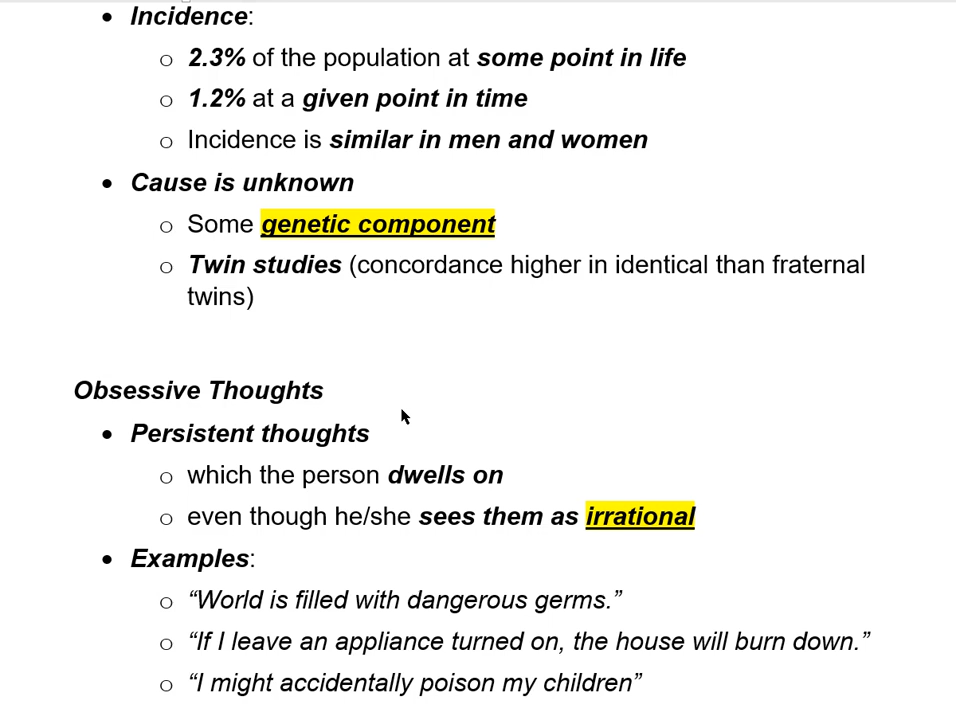 • Incidence:
o 2.3% of the population at some point in life
o 1.2% at a given point in time
o Incidence is similar in men and women
• Cause is unknown
o Some genetic component
o Twin studies (concordance higher in identical than fraternal
twins)
Obsessive Thoughts
• Persistent thoughts
o which the person dwells on
o even though he/she sees them as irrational
• Examples:
o “World is filled with dangerous germs.”
o “If I leave an appliance turned on, the house will burn down.”
o “I might accidentally poison my children”